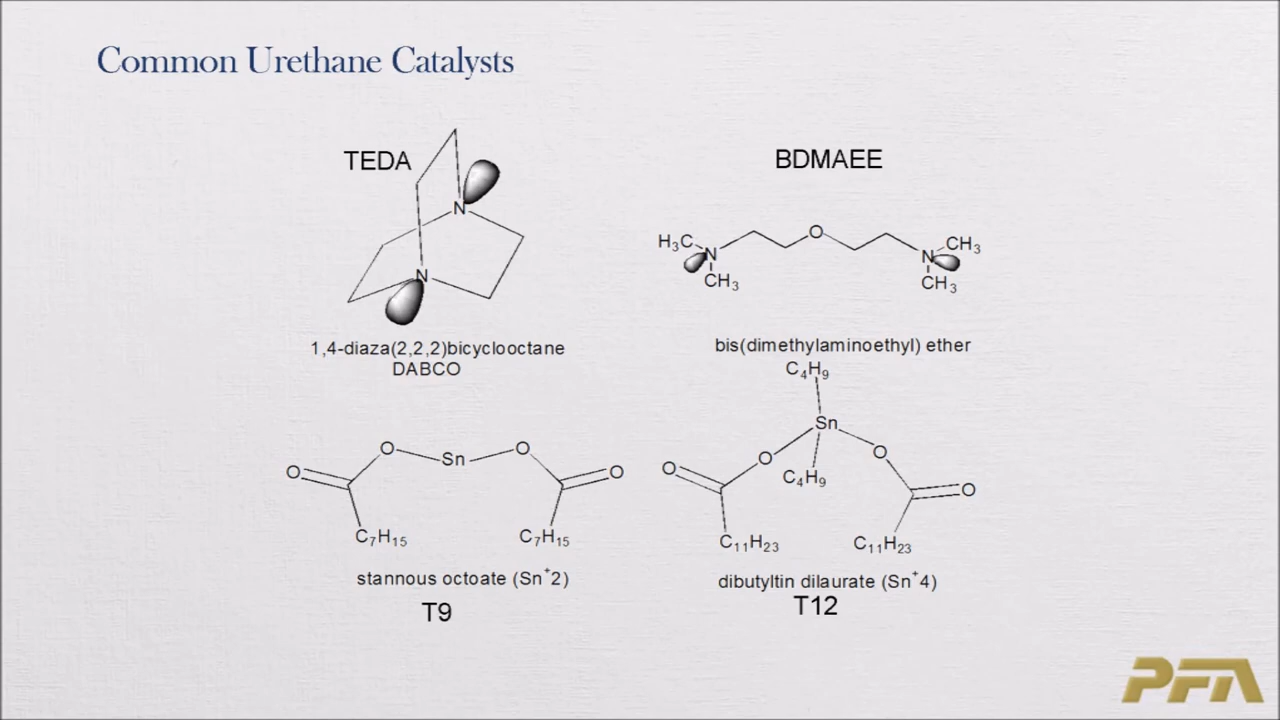 Common Urethane Catalysts
TEDA
N
N
1,4-diaza(2,2,2)bicyclooctane
DABCO
BDMAEE
O
H₃C
N
CH₃
CH₃
N
CH₃
bis(dimethylaminoethyl) ether
O
O
Sn
O
O
C₇H₁₅
C₇H₁₅
stannous octoate (Sn⁺2)
T9
C₄H₉
Sn
O
O
O
O
C₄H₉
C₁₁H₂₃
C₁₁H₂₃
dibutyltin dilaurate (Sn⁺4)
T12
PFA